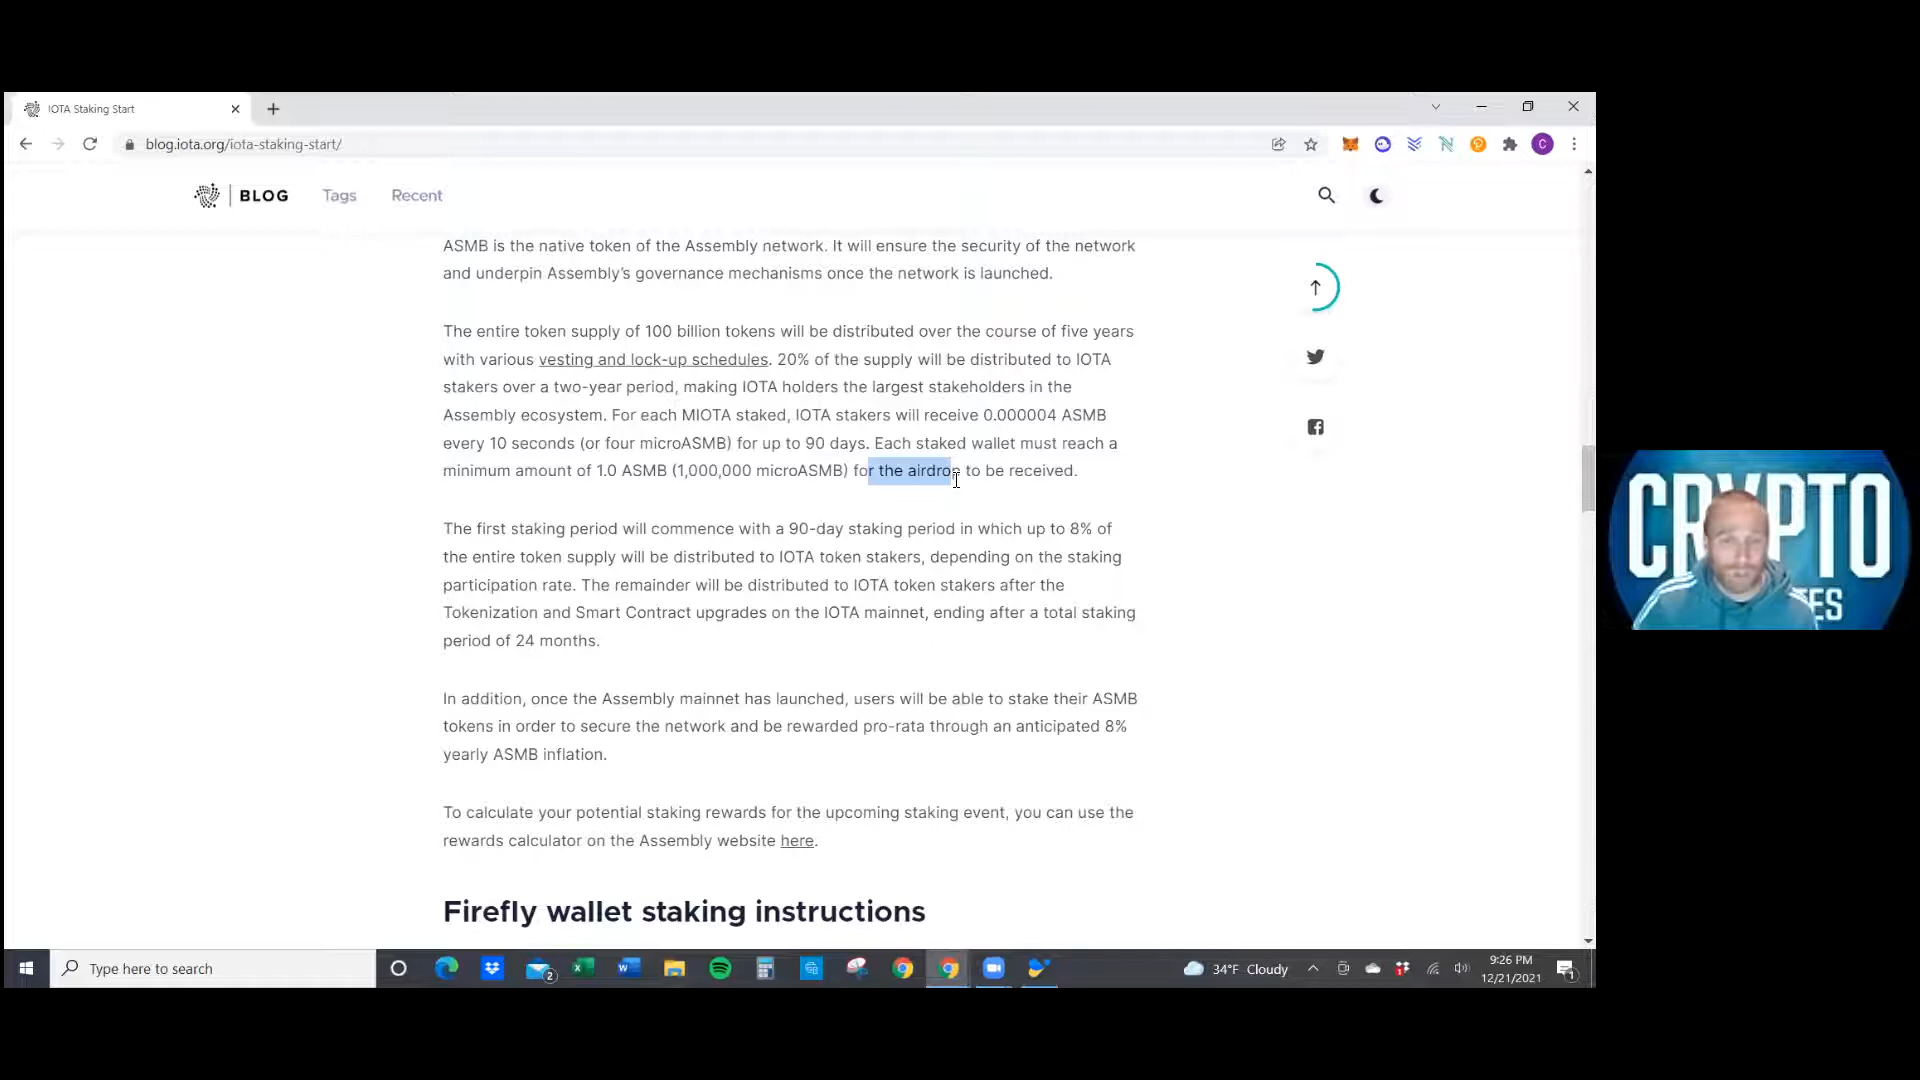 IOTA Staking Start
blog.iota.org/iota-staking-start/
C
BLOG Tags Recent
ASMB is the native token of the Assembly network. It will ensure the security of the network
and underpin Assembly's governance mechanisms once the network is launched.
The entire token supply of 100 billion tokens will be distributed over the course of five years
with various vesting and lock-up schedules. 20% of the supply will be distributed to IOTA
stakers over a two-year period, making IOTA holders the largest stakeholders in the
Assembly ecosystem. For each MIOTA staked, IOTA stakers will receive 0.000004 ASMB
every 10 seconds (or four microASMB) for up to 90 days. Each staked wallet must reach a
minimum amount of 1.0 ASMB (1,000,000 microASMB) for the airdrop to be received.
The first staking period will commence with a 90-day staking period in which up to 8% of
the entire token supply will be distributed to IOTA token stakers, depending on the staking
participation rate. The remainder will be distributed to IOTA token stakers after the
Tokenization and Smart Contract upgrades on the IOTA mainnet, ending after a total staking
period of 24 months.
In addition, once the Assembly mainnet has launched, users will be able to stake their ASMB
tokens in order to secure the network and be rewarded pro-rata through an anticipated 8%
yearly ASMB inflation.
To calculate your potential staking rewards for the upcoming staking event, you can use the
rewards calculator on the Assembly website here.
Firefly wallet staking instructions
CRYPTO
Type here to search
2
34°F Cloudy
9:26 PM
12/21/2021
1